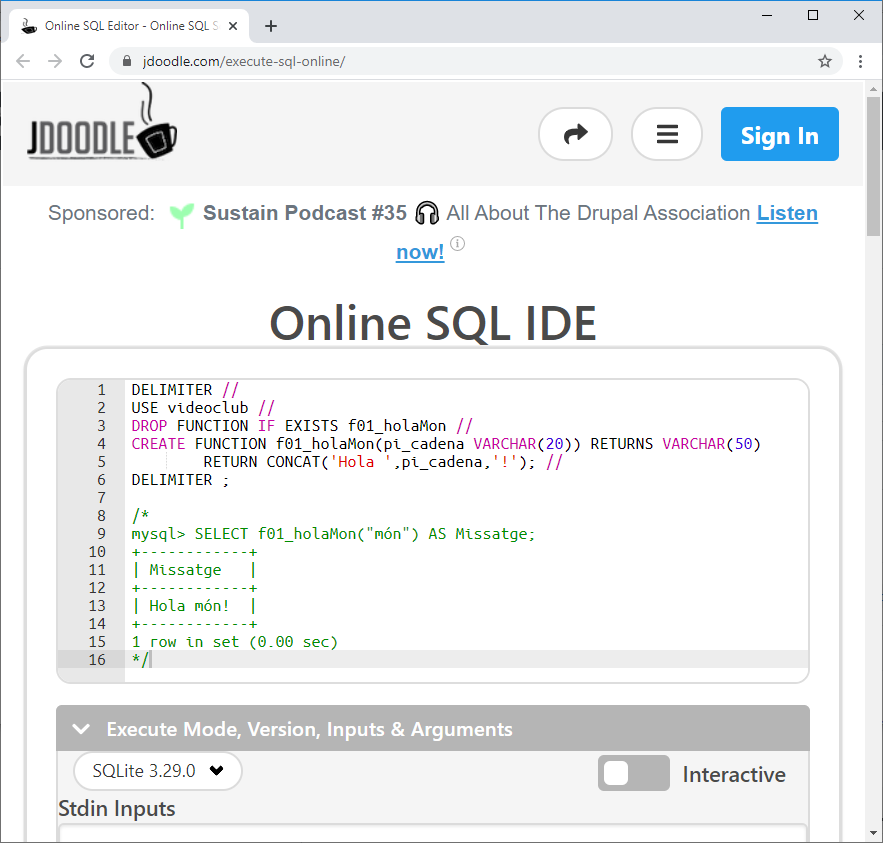 Online SQL Editor - Online SQL S
jdoodle.com/execute-sql-online/
JDOODLE
Sign In
Sponsored: Sustain Podcast #35 🎧 All About The Drupal Association Listen
now!
Online SQL IDE
1 DELIMITER //
2 USE videoclub //
3 DROP FUNCTION IF EXISTS f01_holaMon //
4 CREATE FUNCTION f01_holaMon(pi_cadena VARCHAR(20)) RETURNS VARCHAR(50)
5         RETURN CONCAT('Hola ',pi_cadena,'!'); //
6 DELIMITER ;
7
8 /*
9 mysql> SELECT f01_holaMon("món") AS Missatge;
10 +------------+
11 | Missatge   |
12 +------------+
13 | Hola món!  |
14 +------------+
15 1 row in set (0.00 sec)
16 */
Execute Mode, Version, Inputs & Arguments
SQLite 3.29.0
Interactive
Stdin Inputs